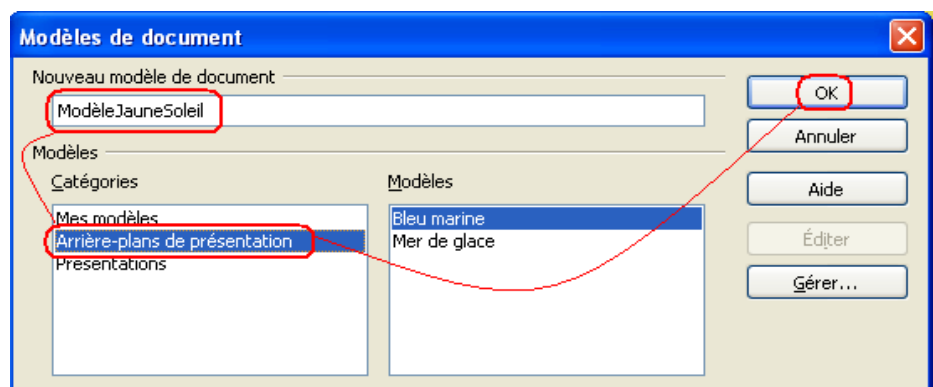 Modèles de document
Nouveau modèle de document
ModèleJauneSoleil
OK
Annuler
Modèles
Catégories
Modèles
Aide
Mes modèles
Bleu marine
Arrière-plans de présentation
Mer de glace
Éditer
Présentations
Gérer...